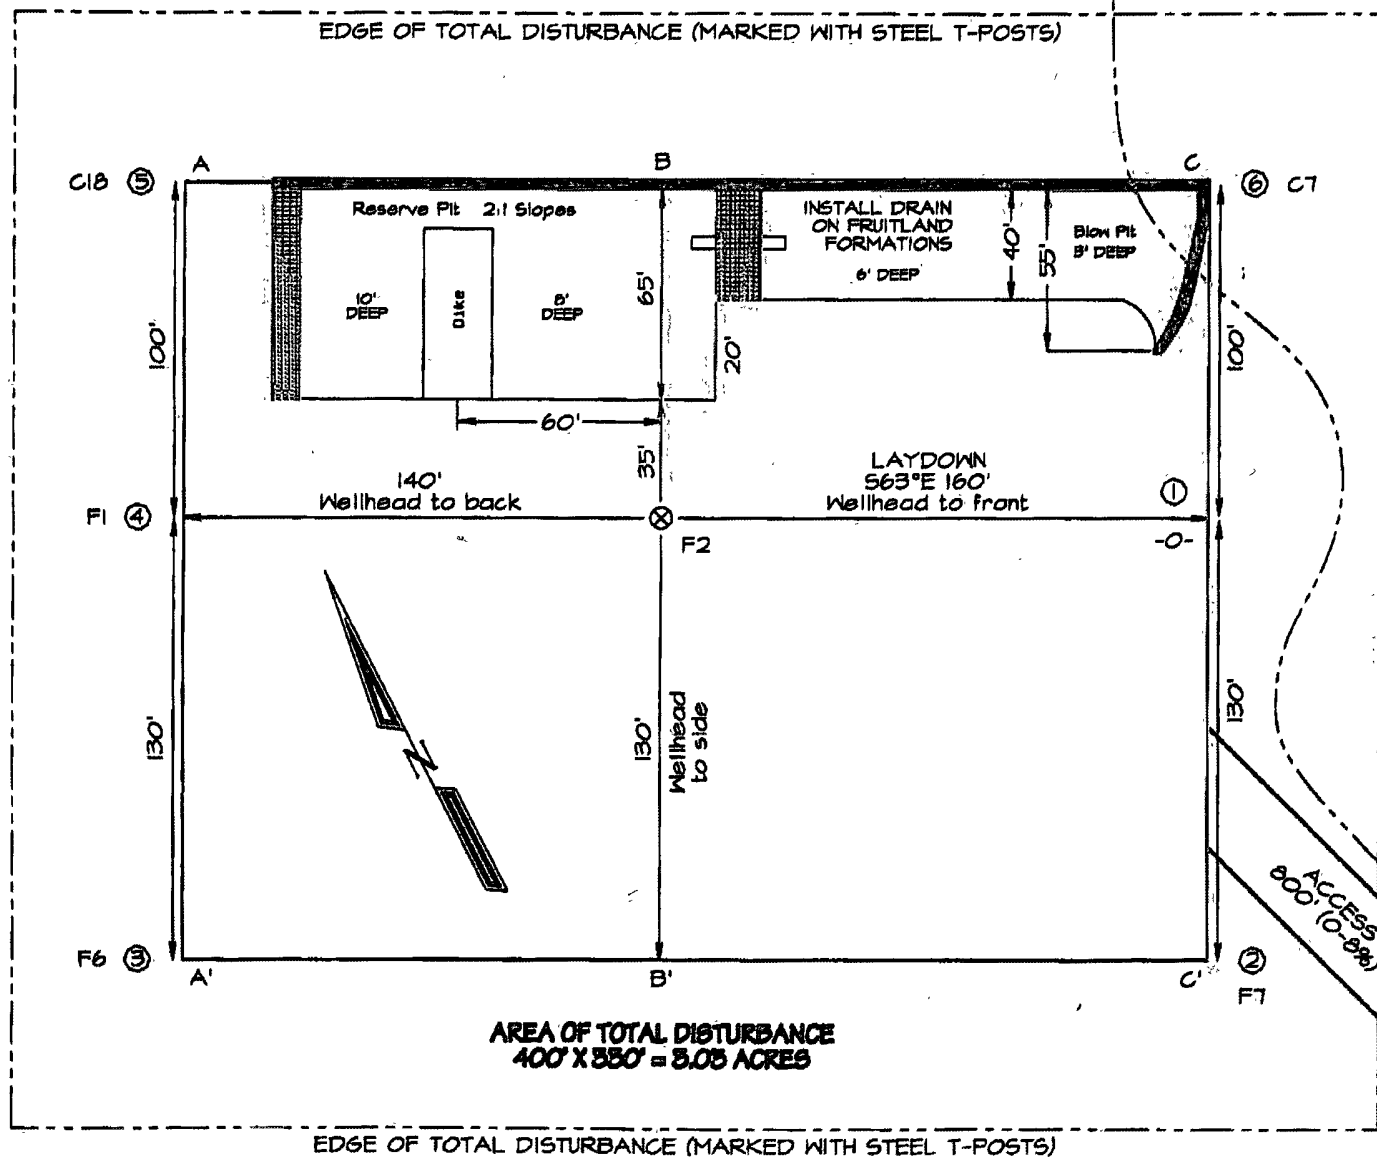 EDGE OF TOTAL DISTURBANCE (MARKED WITH STEEL T-POSTS)
A
B
C
C18 ⑤
⑥ C7
Reserve Pit 2:1 Slopes
INSTALL DRAIN
ON FRUITLAND
FORMATIONS
6' DEEP
40'
55'
Blow Pit
3' DEEP
10'
DEEP
Dike
8'
DEEP
65'
20'
100'
100'
60'
35'
140'
Wellhead to back
LAYDOWN
S63°E 160'
Wellhead to front
①
F1 ④
F2
-0-
N
130'
130'
Wellhead
to side
130'
ACCESS
800' (0-8%)
F6 ③
A'
B'
C'
②
F7
AREA OF TOTAL DISTURBANCE
400' X 330' = 3.03 ACRES
EDGE OF TOTAL DISTURBANCE (MARKED WITH STEEL T-POSTS)